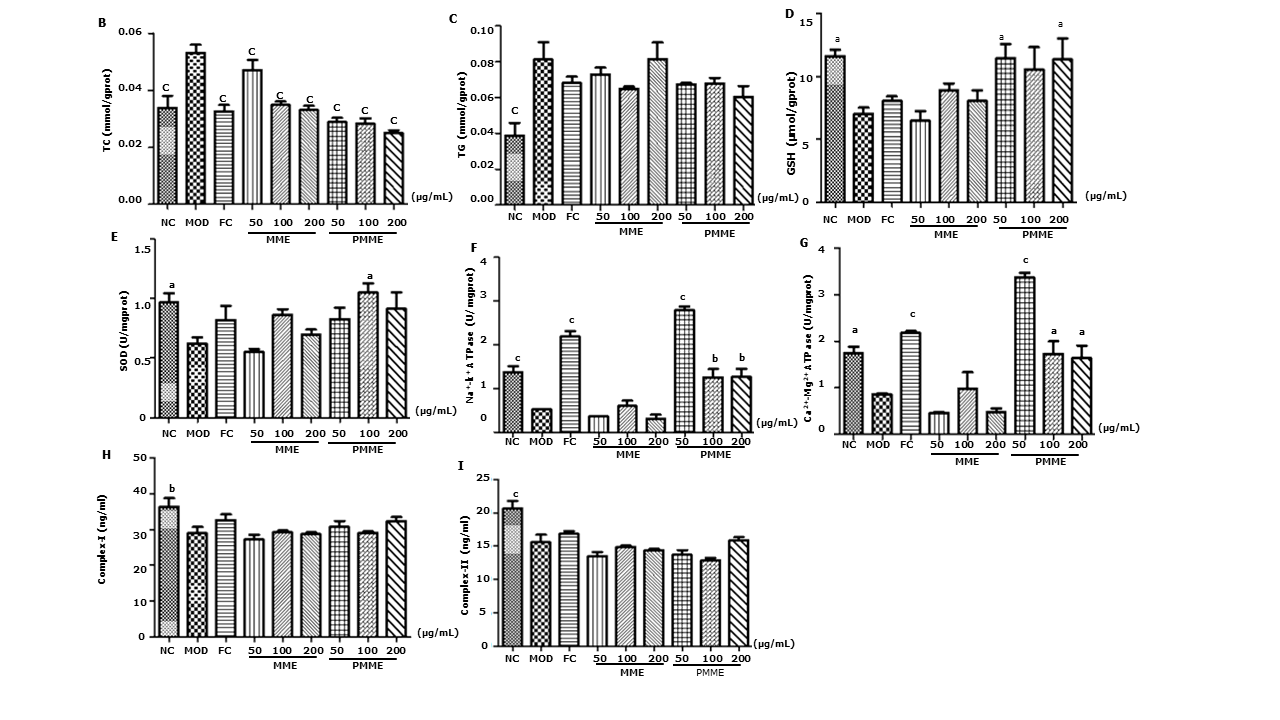 B
0.06
0.04
0.02
0.00
TC (mmol/gprot)
C C C C C C C C
NC MOD FC 50 100 200 50 100 200
(μg/mL)
MME PMME
C
0.10
0.08
0.06
0.04
0.02
0.00
TG (mmol/gprot)
C
NC MOD FC 50 100 200 50 100 200
(μg/mL)
MME PMME
D
15
10
5
0
GSH (μmol/gprot)
a a a
NC MOD FC 50 100 200 50 100 200
(μg/mL)
MME PMME
E
1.5
1.0
0.5
0
SOD (U/mgprot)
a a
NC MOD FC 50 100 200 50 100 200
(μg/mL)
MME PMME
F
4
3
2
1
0
Na⁺-k⁺ATPase (U/mgprot)
c c c b b
NC MOD FC 50 100 200 50 100 200
(μg/mL)
MME PMME
G
4
3
2
1
0
Ca²⁺-Mg²⁺ATPase (U/mgprot)
a c c a a
NC MOD FC 50 100 200 50 100 200
(μg/mL)
MME PMME
H
50
40
30
20
10
0
Complex-I (ng/ml)
b
NC MOD FC 50 100 200 50 100 200
(μg/mL)
MME PMME
I
25
20
15
10
5
0
Complex-II (ng/ml)
c
NC MOD FC 50 100 200 50 100 200
(μg/mL)
MME PMME